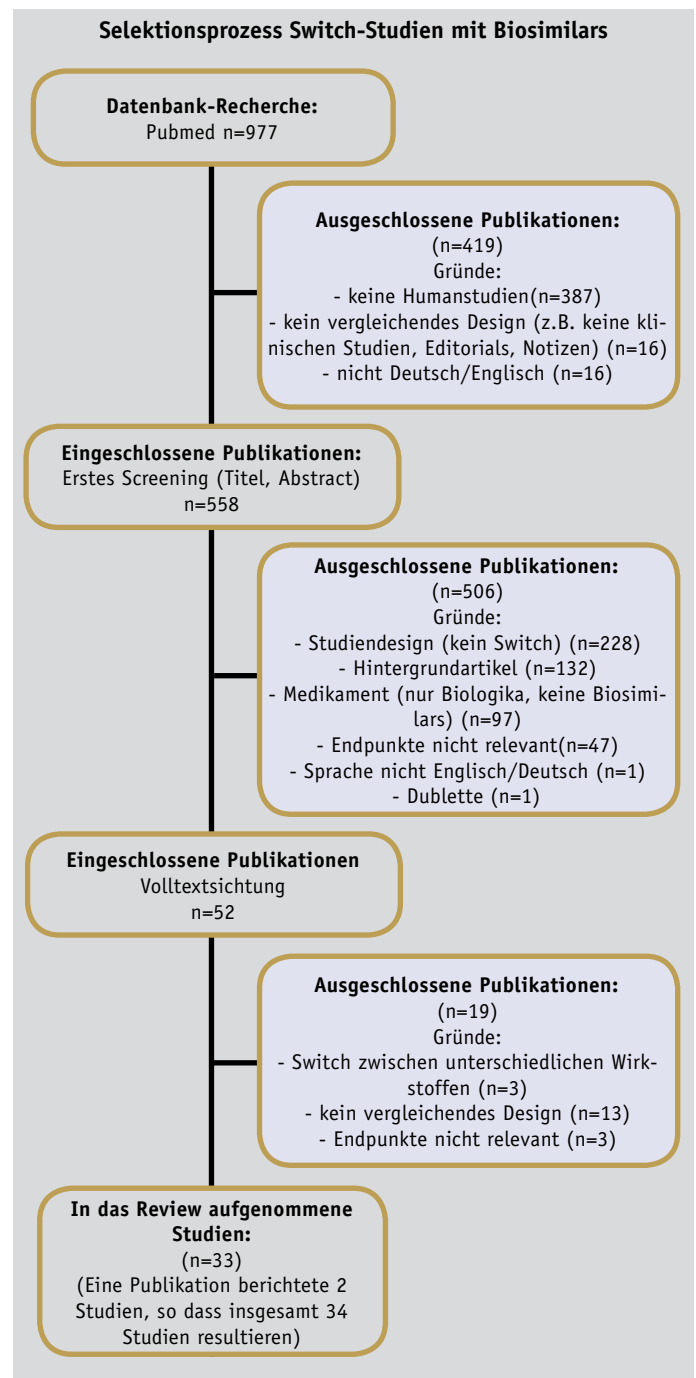 Selektionsprozess Switch-Studien mit Biosimilars
Datenbank-Recherche:
Pubmed n=977
Ausgeschlossene Publikationen:
(n=419)
Gründe:
- keine Humanstudien(n=387)
- kein vergleichendes Design (z.B. keine kli-
nischen Studien, Editorials, Notizen) (n=16)
- nicht Deutsch/Englisch (n=16)
Eingeschlossene Publikationen:
Erstes Screening (Titel, Abstract)
n=558
Ausgeschlossene Publikationen:
(n=506)
Gründe:
- Studiendesign (kein Switch) (n=228)
- Hintergrundartikel (n=132)
- Medikament (nur Biologika, keine Biosimi-
lars) (n=97)
- Endpunkte nicht relevant(n=47)
- Sprache nicht Englisch/Deutsch (n=1)
- Dublette (n=1)
Eingeschlossene Publikationen
Volltextsichtung
n=52
Ausgeschlossene Publikationen:
(n=19)
Gründe:
- Switch zwischen unterschiedlichen Wirk-
stoffen (n=3)
- kein vergleichendes Design (n=13)
- Endpunkte nicht relevant (n=3)
In das Review aufgenommene
Studien:
(n=33)
(Eine Publikation berichtete 2
Studien, so dass insgesamt 34
Studien resultieren)